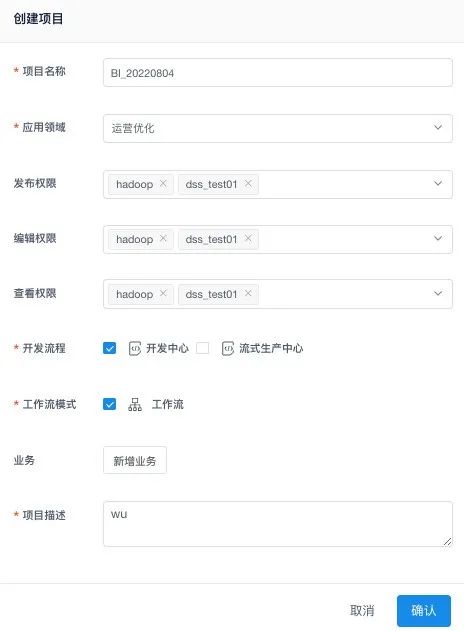 创建项目
* 项目名称 BI_20220804
* 应用领域 运营优化
发布权限 hadoop × dss_test01 ×
编辑权限 hadoop × dss_test01 ×
查看权限 hadoop × dss_test01 ×
* 开发流程 开发中心 流式生产中心
* 工作流模式 工作流
业务 新增业务
* 项目描述 wu
取消 确认